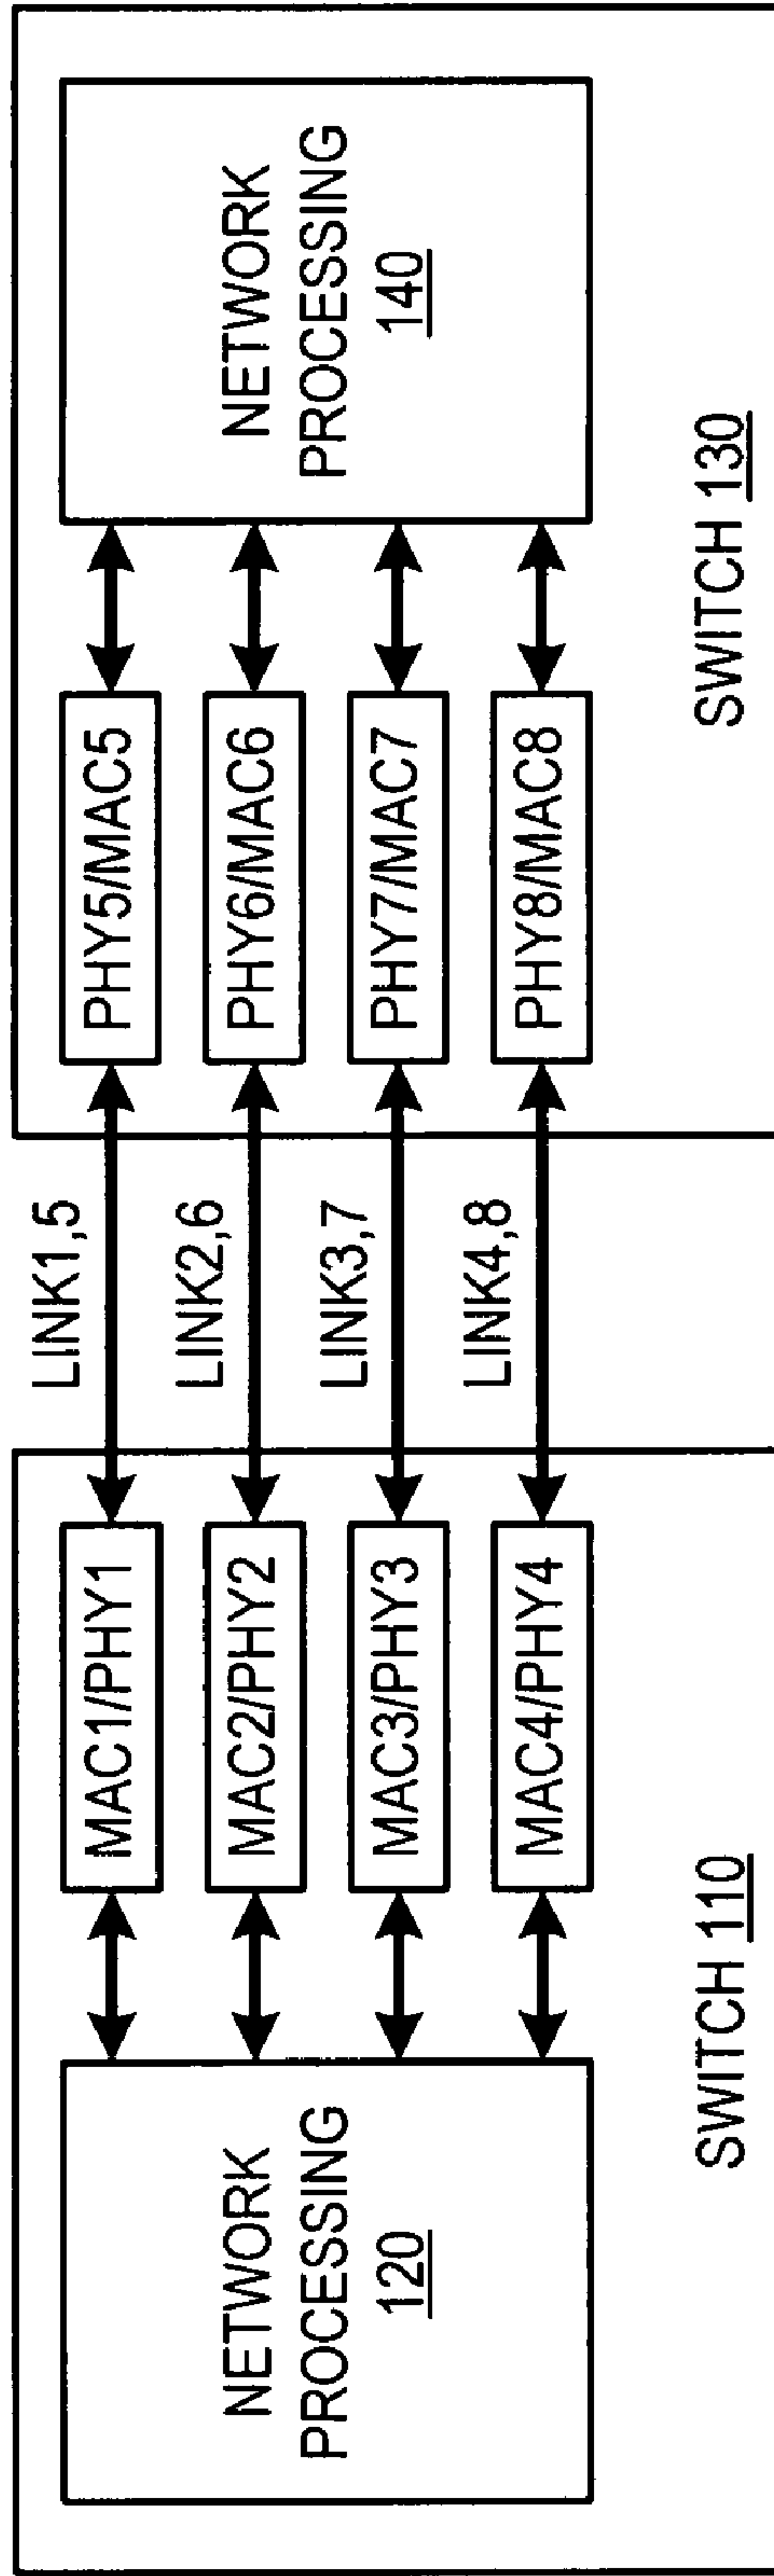 NETWORK
PROCESSING
120
MAC1/PHY1
MAC2/PHY2
MAC3/PHY3
MAC4/PHY4
SWITCH 110
LINK1,5
LINK2,6
LINK3,7
LINK4,8
PHY5/MAC5
PHY6/MAC6
PHY7/MAC7
PHY8/MAC8
NETWORK
PROCESSING
140
SWITCH 130